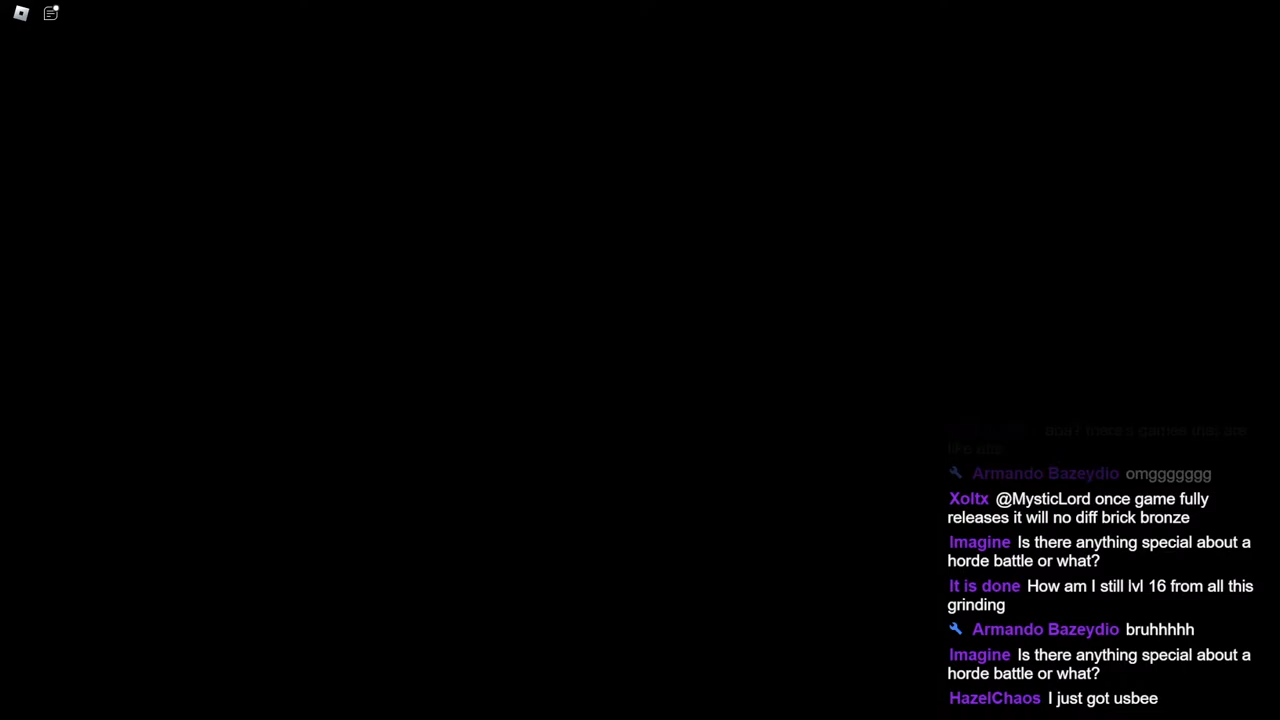 Armando Bazeydio omggggggg
Xoltx @MysticLord once game fully
releases it will no diff brick bronze
Imagine Is there anything special about a
horde battle or what?
It is done How am I still lvl 16 from all this
grinding
Armando Bazeydio bruhhhhh
Imagine Is there anything special about a
horde battle or what?
HazelChaos I just got usbee